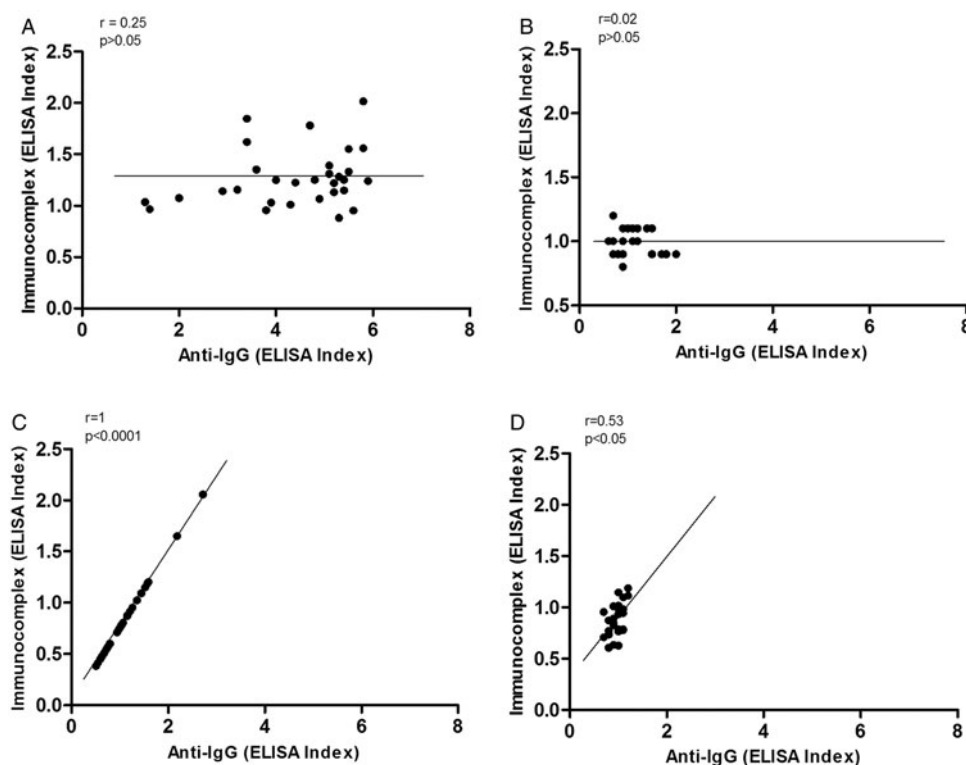 A
r = 0.25
p>0.05
Immunocomplex (ELISA Index)
2.5
2.0
1.5
1.0
0.5
0.0
0 2 4 6 8
Anti-IgG (ELISA Index)
B
r=0.02
p>0.05
Immunocomplex (ELISA Index)
2.5
2.0
1.5
1.0
0.5
0 2 4 6 8
Anti-IgG (ELISA Index)
C
r=1
p<0.0001
Immunocomplex (ELISA Index)
2.5
2.0
1.5
1.0
0.5
0.0
0 2 4 6 8
Anti-IgG (ELISA Index)
D
r=0.53
p<0.05
Immunocomplex (ELISA Index)
2.5
2.0
1.5
1.0
0.5
0.0
0 2 4 6 8
Anti-IgG (ELISA Index)